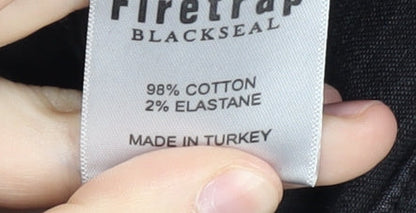 Firetrap
BLACKSEAL
98% COTTON
2% ELASTANE
MADE IN TURKEY